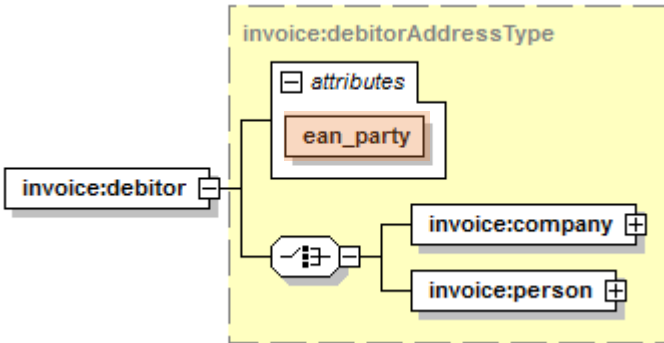 invoice:debitorAddressType
attributes
ean_party
invoice:debitor
invoice:company
invoice:person